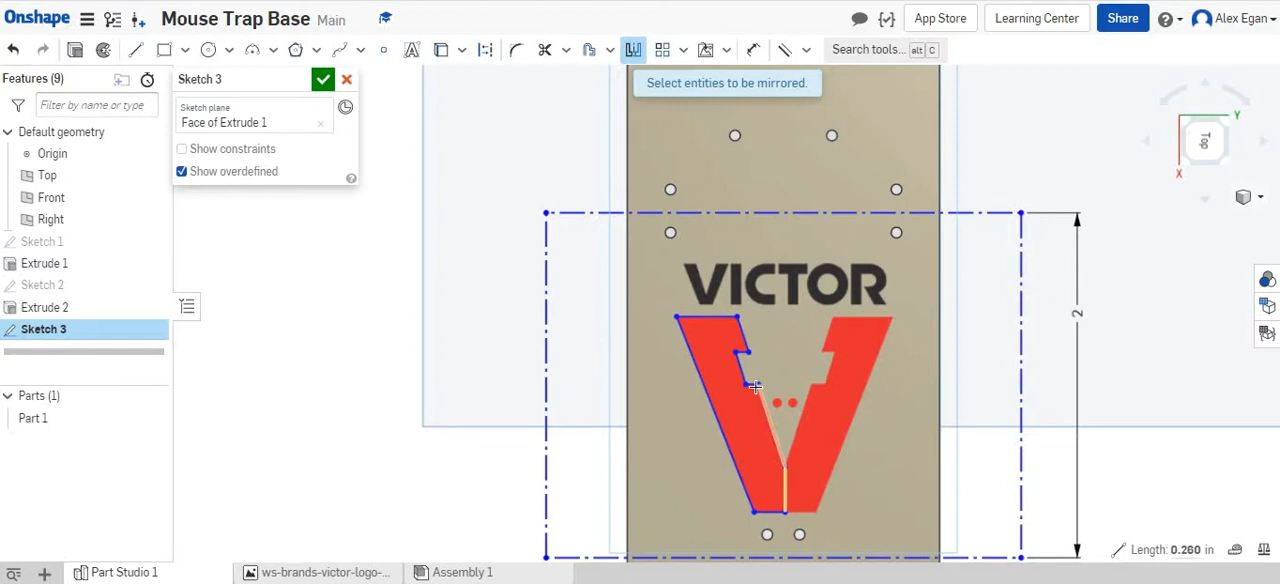 Onshape
Mouse Trap Base Main
App Store
Learning Center
Share
Alex Egan
Search tools... alt C
Features (9)
Filter by name or type
Default geometry
Origin
Top
Front
Right
Sketch 1
Extrude 1
Sketch 2
Extrude 2
Sketch 3
Parts (1)
Part 1
Sketch 3
Sketch plane
Face of Extrude 1
Show constraints
Show overdefined
Select entities to be mirrored.
VICTOR
2
Top
Y
X
Length: 0.260 in
Part Studio 1
ws-brands-victor-logo-...
Assembly 1